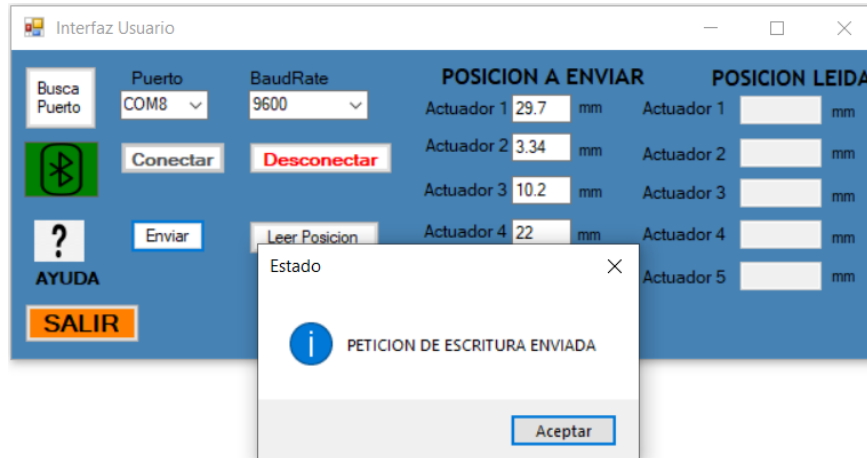 Interfaz Usuario
Busca
Puerto
Puerto
COM8
BaudRate
9600
Conectar
Desconectar
?
AYUDA
Enviar
Leer Posicion
SALIR
POSICION A ENVIAR
Actuador 1 29.7 mm
Actuador 2 3.34 mm
Actuador 3 10.2 mm
Actuador 4 22 mm
POSICION LEIDA
Actuador 1 mm
Actuador 2 mm
Actuador 3 mm
Actuador 4 mm
Actuador 5 mm
Estado
i
PETICION DE ESCRITURA ENVIADA
Aceptar